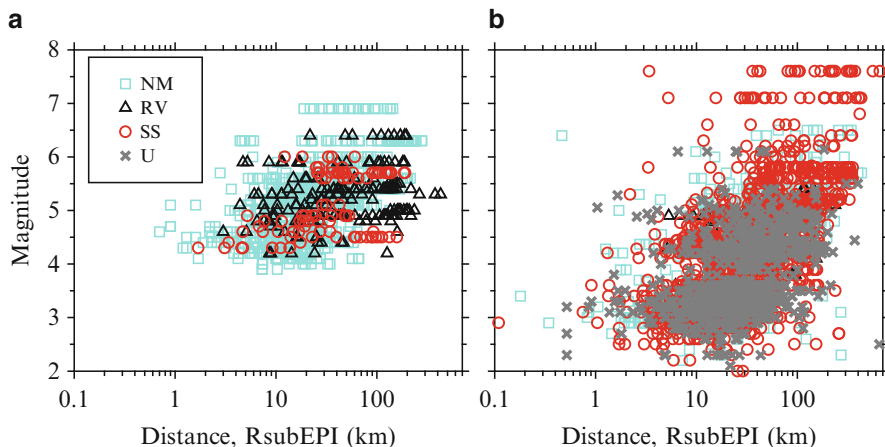 a
b
8
7
6
5
4
3
2
Magnitude
NM
RV
SS
U
0.1 1 10 100
0.1 1 10 100
Distance, RsubEPI (km)
Distance, RsubEPI (km)